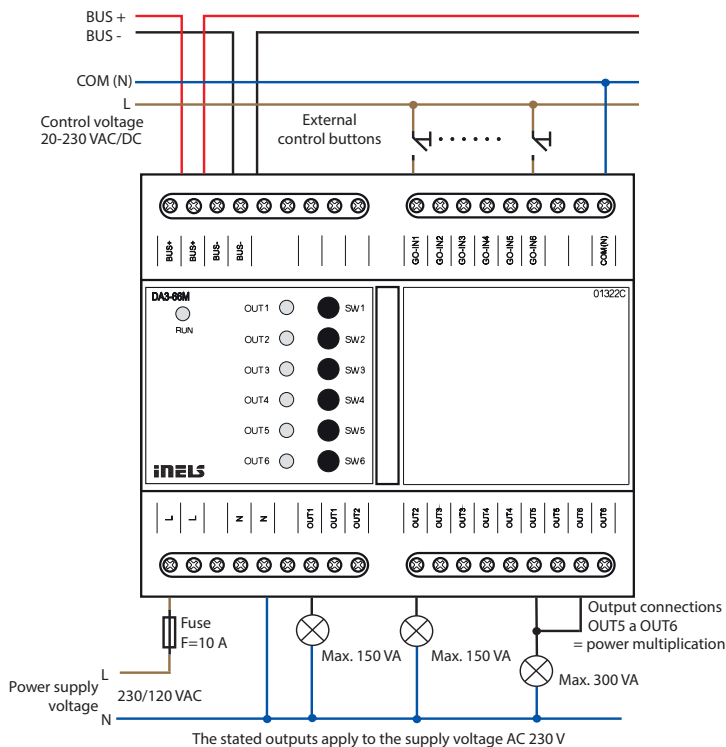 BUS +
BUS -
COM (N)
L
Control voltage
20-230 VAC/DC
External
control buttons
BUS+
BUS+
BUS-
BUS-
GO-IN1
GO-IN2
GO-IN3
GO-IN4
GO-IN5
GO-IN6
COM(N)
DA3-66M
RUN
01322C
OUT1 SW1
OUT2 SW2
OUT3 SW3
OUT4 SW4
OUT5 SW5
OUT6 SW6
iNELS
L
L
N
N
OUT1
OUT1
OUT2
OUT2
OUT3
OUT3
OUT4
OUT4
OUT5
OUT5
OUT6
OUT6
Fuse
F=10 A
Max. 150 VA
Max. 150 VA
Output connections
OUT5 a OUT6
= power multiplication
Max. 300 VA
L
Power supply
voltage
230/120 VAC
N
The stated outputs apply to the supply voltage AC 230 V